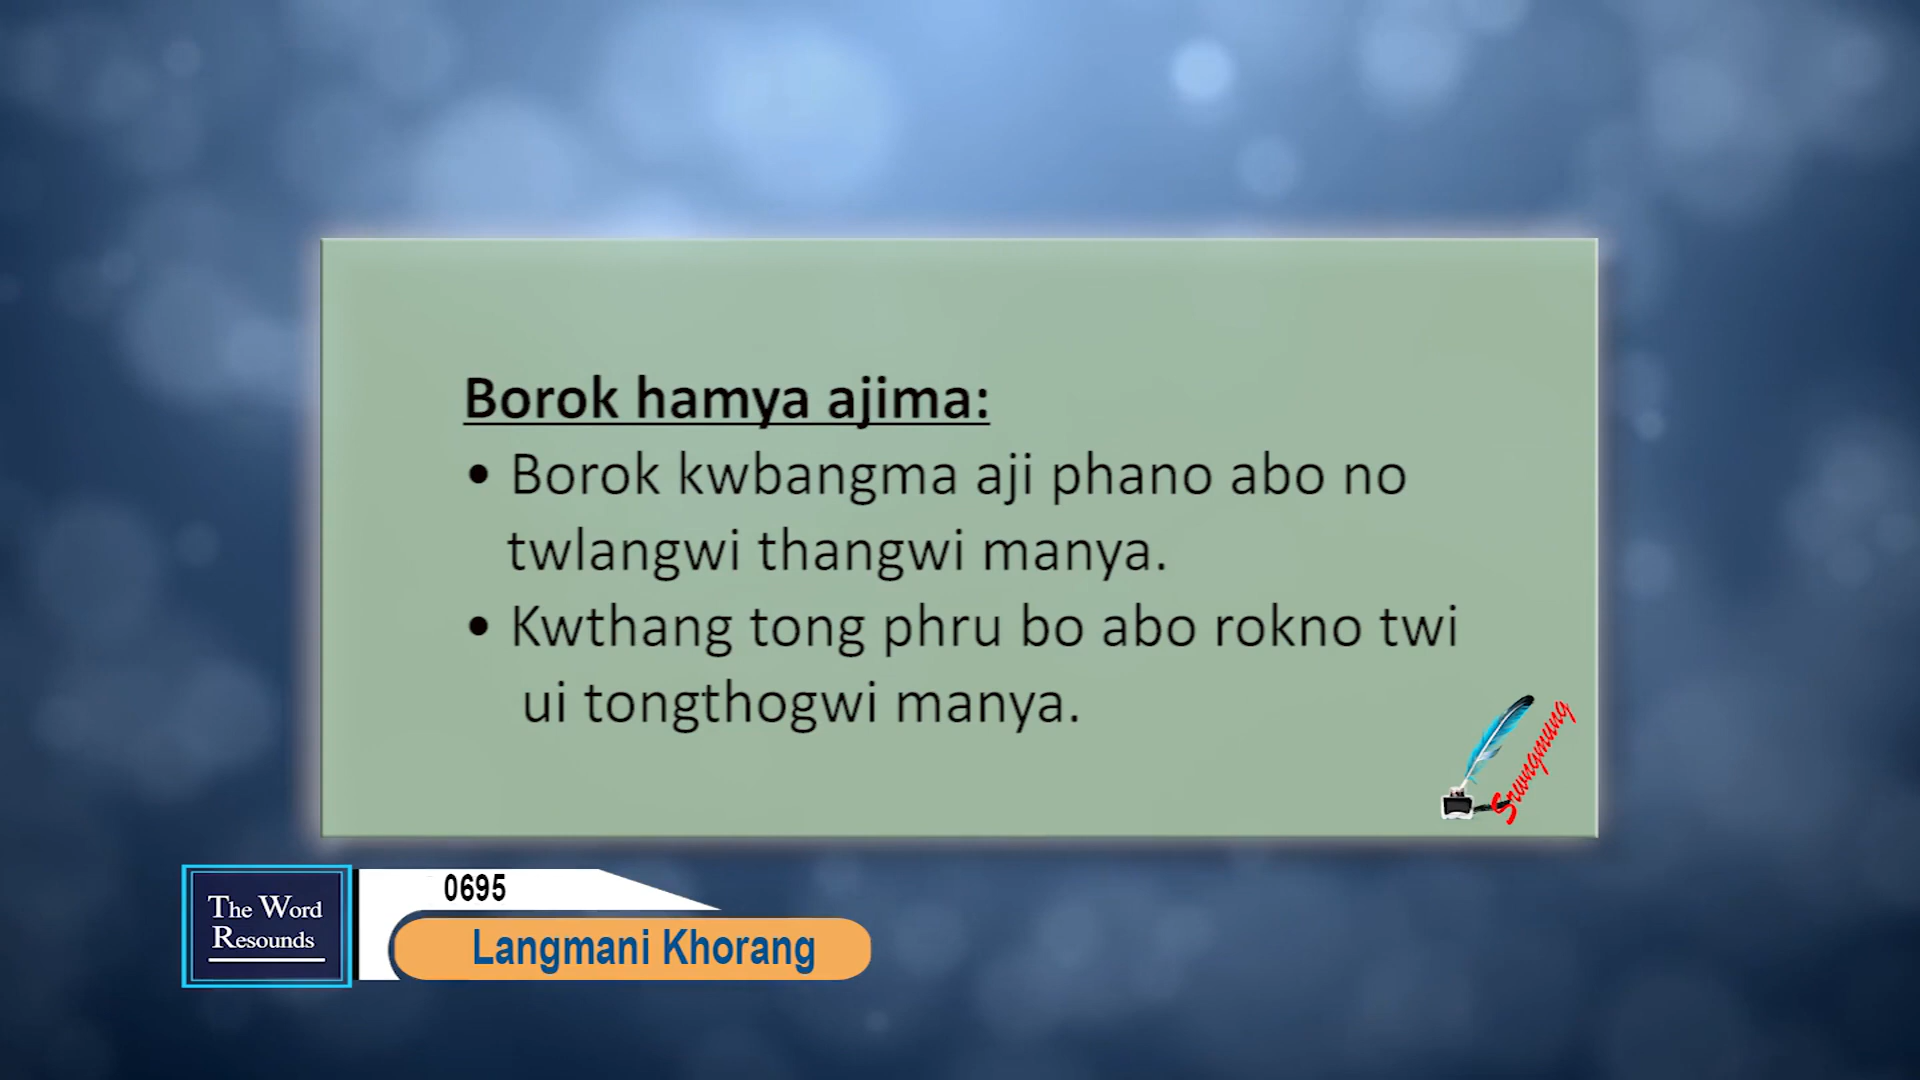 Borok hamya ajima:
• Borok kwbangma aji phano abo no
twlangwi thangwi manya.
• Kwthang tong phru bo abo rokno twi
ui tongthogwi manya.
Srwngmung
The Word
Resounds
0695
Langmani Khorang